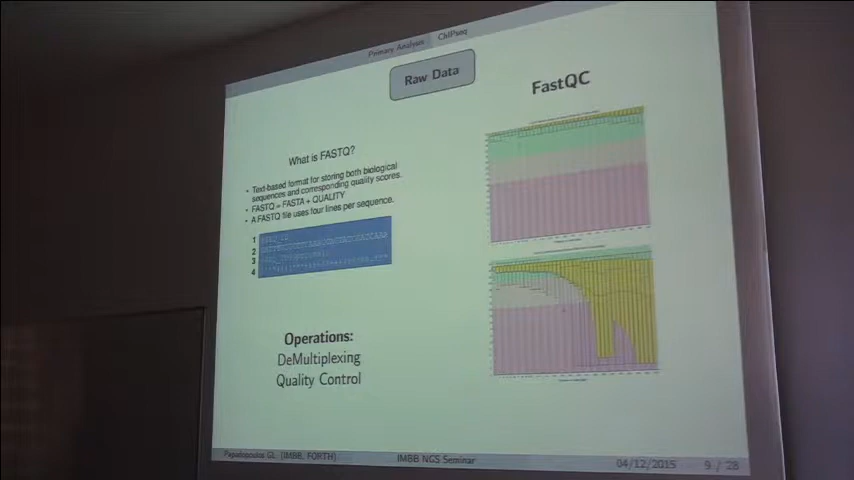 Primary Analysis ChIPseq
Raw Data
FastQC
What is FASTQ?
• Text-based format for storing both biological
sequences and corresponding quality scores.
• FASTQ = FASTA + QUALITY
• A FASTQ file uses four lines per sequence.
1
2
3
4
Operations:
DeMultiplexing
Quality Control
Papadopoulos GL (IMBB, FORTH)
IMBB NGS Seminar
04/12/2015
9 / 28